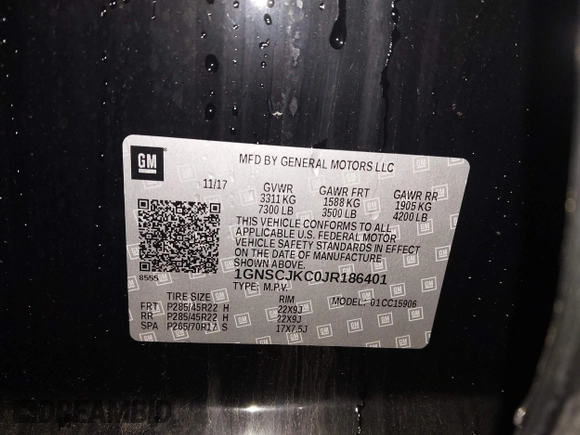 GM
MFD BY GENERAL MOTORS LLC
11/17
GVWR GAWR FRT GAWR RR
3311 KG 1588 KG 1905 KG
7300 LB 3500 LB 4200 LB
THIS VEHICLE CONFORMS TO ALL
APPLICABLE U.S. FEDERAL MOTOR
VEHICLE SAFETY STANDARDS IN EFFECT
ON THE DATE OF MANUFACTURE
SHOWN ABOVE.
1GNSCJKC0JR186401
8555
TYPE: M.P.V.
TIRE SIZE RIM MODEL: 01CC15906
FRT P285/45R22 H 22X9J
RR P285/45R22 H 22X9J
SPA P265/70R17 S 17X7.5J
DREAMBID